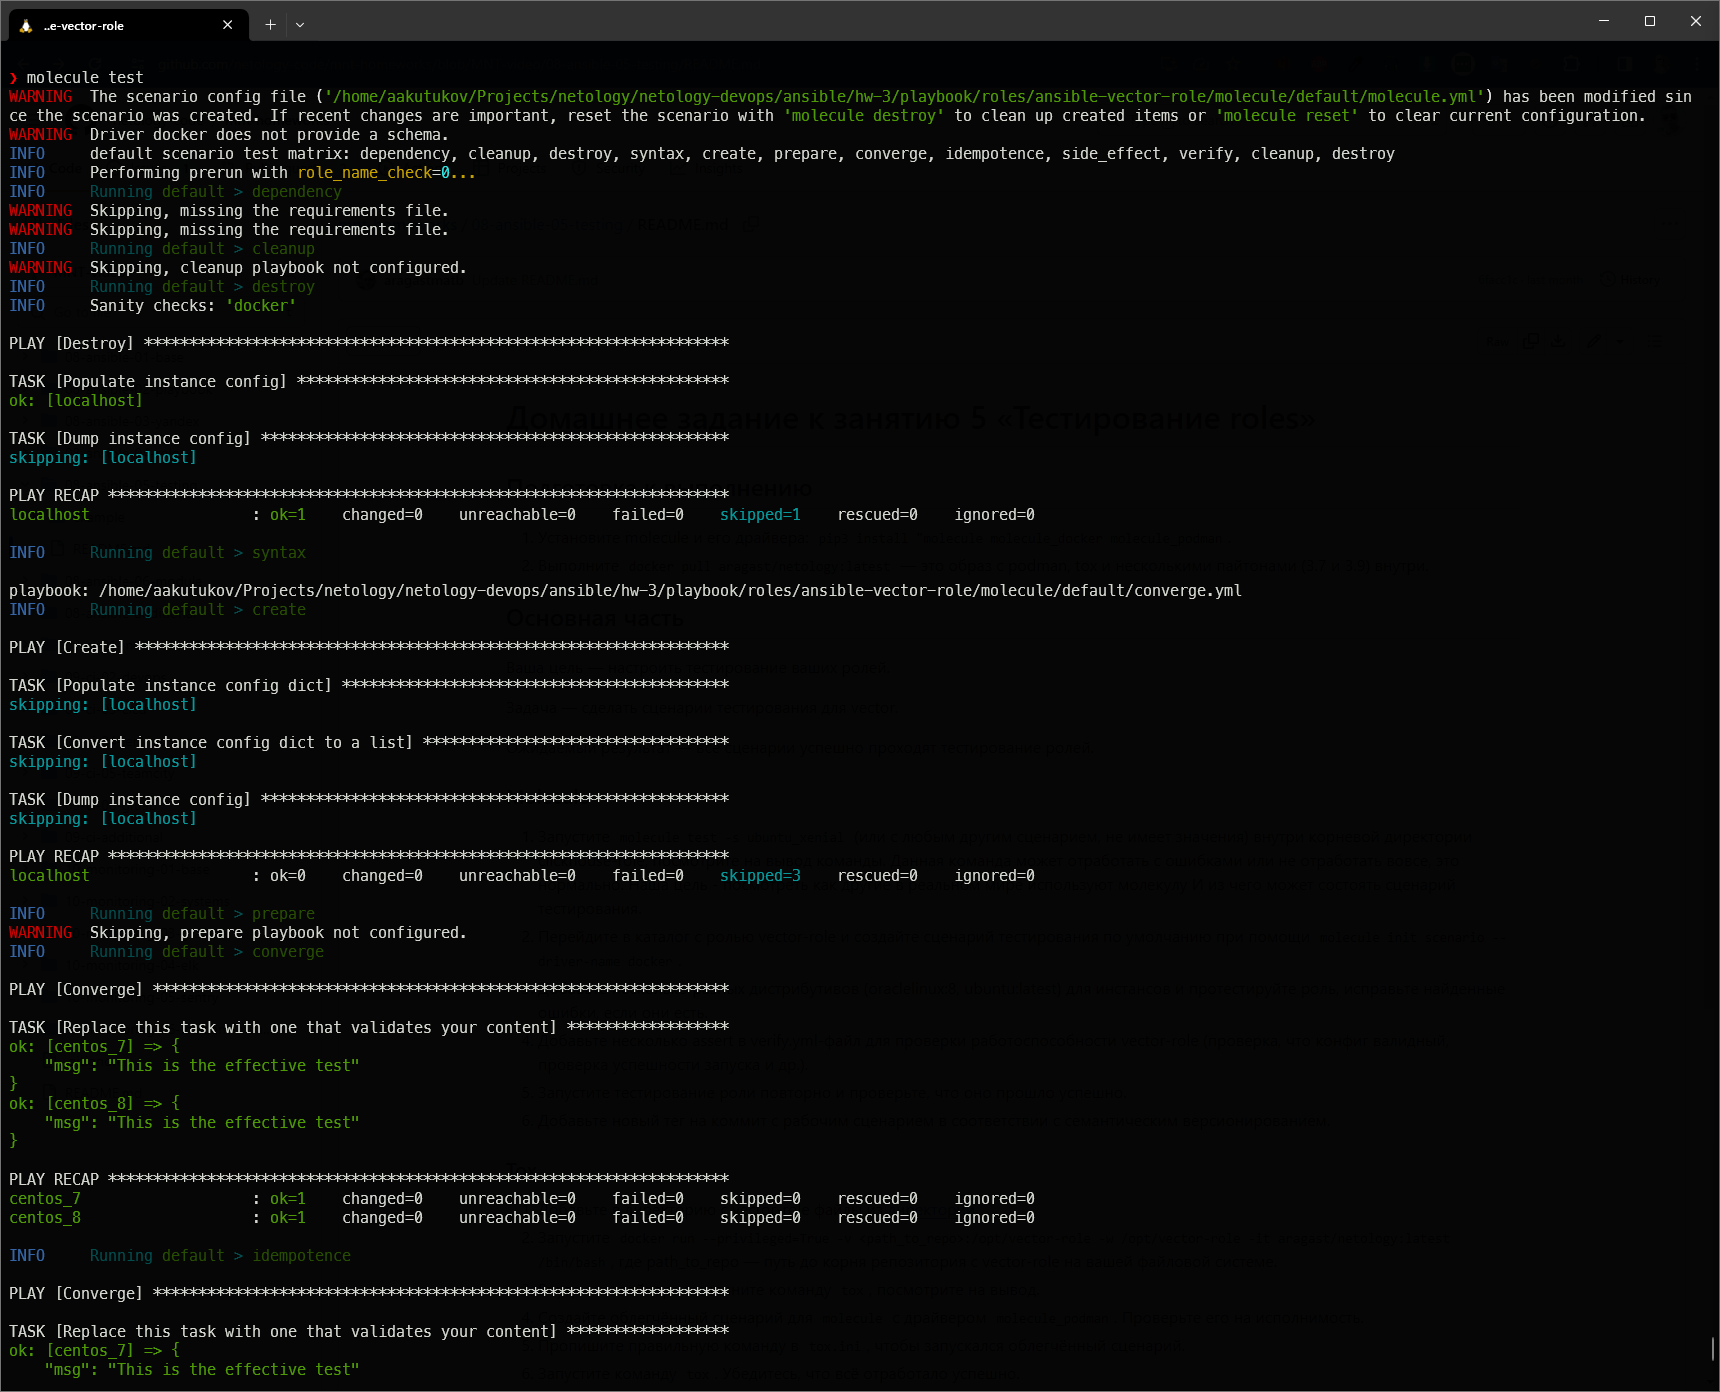 ..e-vector-role
❯ molecule test
WARNING  The scenario config file ('/home/aakutukov/Projects/netology/netology-devops/ansible/hw-3/playbook/roles/ansible-vector-role/molecule/default/molecule.yml') has been modified sin
ce the scenario was created. If recent changes are important, reset the scenario with 'molecule destroy' to clean up created items or 'molecule reset' to clear current configuration.
WARNING  Driver docker does not provide a schema.
INFO     default scenario test matrix: dependency, cleanup, destroy, syntax, create, prepare, converge, idempotence, side_effect, verify, cleanup, destroy
INFO     Performing prerun with role_name_check=0...
INFO     Running default > dependency
WARNING  Skipping, missing the requirements file.
WARNING  Skipping, missing the requirements file.
README.md
INFO     Running default > cleanup
WARNING  Skipping, cleanup playbook not configured.
INFO     Running default > destroy
INFO     Sanity checks: 'docker'
PLAY [Destroy] *****************************************************************
TASK [Populate instance config] ************************************************
ok: [localhost]
Домашнее задание к занятию 5 «Тестирование roles»
TASK [Dump instance config] ****************************************************
skipping: [localhost]
PLAY RECAP *********************************************************************
localhost                  : ok=1    changed=0    unreachable=0    failed=0    skipped=1    rescued=0    ignored=0
INFO     Running default > syntax
playbook: /home/aakutukov/Projects/netology/netology-devops/ansible/hw-3/playbook/roles/ansible-vector-role/molecule/default/converge.yml
INFO     Running default > create
Основная часть
PLAY [Create] ******************************************************************
TASK [Populate instance config dict] *******************************************
skipping: [localhost]
TASK [Convert instance config dict to a list] **********************************
skipping: [localhost]
TASK [Dump instance config] ****************************************************
skipping: [localhost]
PLAY RECAP *********************************************************************
localhost                  : ok=0    changed=0    unreachable=0    failed=0    skipped=3    rescued=0    ignored=0
INFO     Running default > prepare
WARNING  Skipping, prepare playbook not configured.
INFO     Running default > converge
PLAY [Converge] ****************************************************************
TASK [Replace this task with one that validates your content] ******************
ok: [centos_7] => {
    "msg": "This is the effective test"
}
ok: [centos_8] => {
    "msg": "This is the effective test"
}
PLAY RECAP *********************************************************************
centos_7                   : ok=1    changed=0    unreachable=0    failed=0    skipped=0    rescued=0    ignored=0
centos_8                   : ok=1    changed=0    unreachable=0    failed=0    skipped=0    rescued=0    ignored=0
INFO     Running default > idempotence
PLAY [Converge] ****************************************************************
TASK [Replace this task with one that validates your content] ******************
ok: [centos_7] => {
    "msg": "This is the effective test"